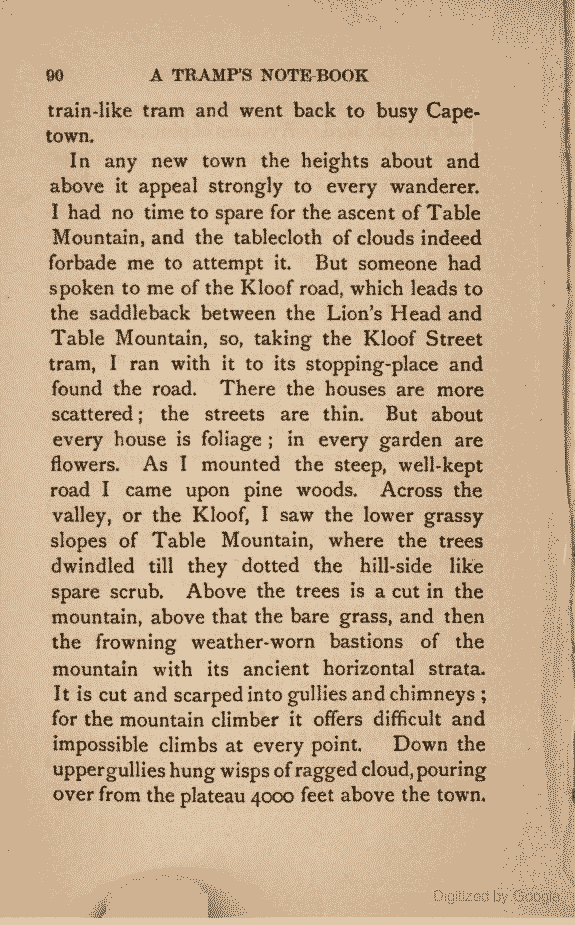 90 A TRAMP'S NOTE-BOOK
train-like tram and went back to busy Cape-
town.
In any new town the heights about and
above it appeal strongly to every wanderer.
I had no time to spare for the ascent of Table
Mountain, and the tablecloth of clouds indeed
forbade me to attempt it. But someone had
spoken to me of the Kloof road, which leads to
the saddleback between the Lion's Head and
Table Mountain, so, taking the Kloof Street
tram, I ran with it to its stopping-place and
found the road. There the houses are more
scattered; the streets are thin. But about
every house is foliage; in every garden are
flowers. As I mounted the steep, well-kept
road I came upon pine woods. Across the
valley, or the Kloof, I saw the lower grassy
slopes of Table Mountain, where the trees
dwindled till they dotted the hill-side like
spare scrub. Above the trees is a cut in the
mountain, above that the bare grass, and then
the frowning weather-worn bastions of the
mountain with its ancient horizontal strata.
It is cut and scarped into gullies and chimneys;
for the mountain climber it offers difficult and
impossible climbs at every point. Down the
upper gullies hung wisps of ragged cloud, pouring
over from the plateau 4000 feet above the town.
Digitized by Google